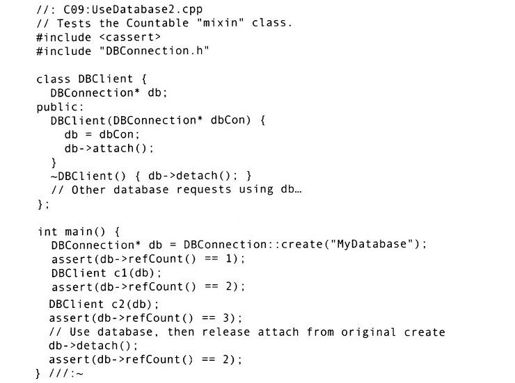 //: C09:UseDatabase2.cpp
// Tests the Countable "mixin" class.
#include <cassert>
#include "DBConnection.h"

class DBClient {
  DBConnection* db;
public:
  DBClient(DBConnection* dbCon) {
    db = dbCon;
    db->attach();
  }
  ~DBClient() { db->detach(); }
  // Other database requests using db…
};

int main() {
  DBConnection* db = DBConnection::create("MyDatabase");
  assert(db->refCount() == 1);
  DBClient c1(db);
  assert(db->refCount() == 2);
  DBClient c2(db);
  assert(db->refCount() == 3);
  // Use database, then release attach from original create
  db->detach();
  assert(db->refCount() == 2);
} ///:~